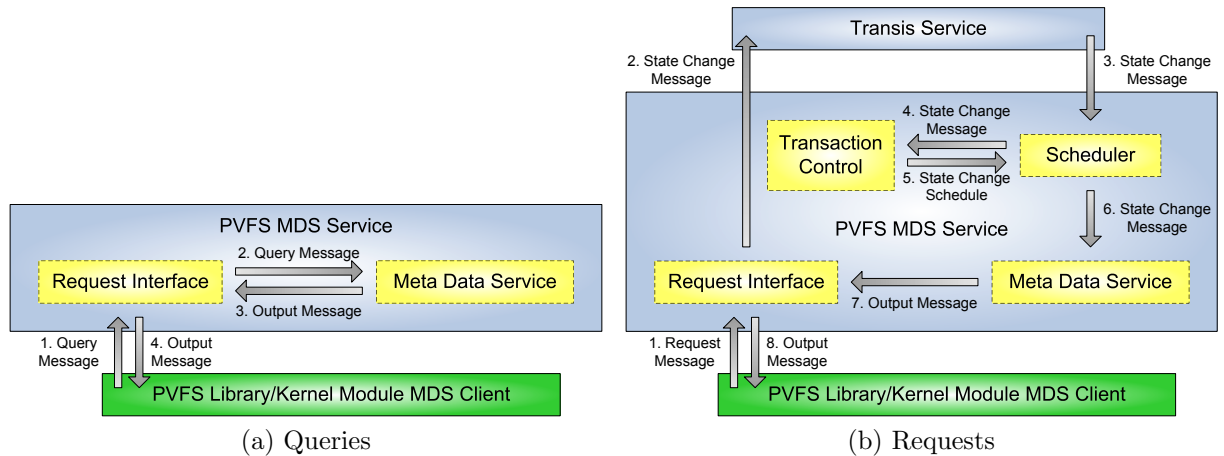 PVFS MDS Service
2. Query Message
Request Interface
Meta Data Service
3. Output Message
1. Query
Message
4. Output
Message
PVFS Library/Kernel Module MDS Client
(a) Queries
Transis Service
2. State Change
Message
3. State Change
Message
4. State Change
Message
Transaction
Control
Scheduler
5. State Change
Schedule
6. State Change
Message
PVFS MDS Service
Request Interface
Meta Data Service
7. Output Message
1. Request
Message
8. Output
Message
PVFS Library/Kernel Module MDS Client
(b) Requests